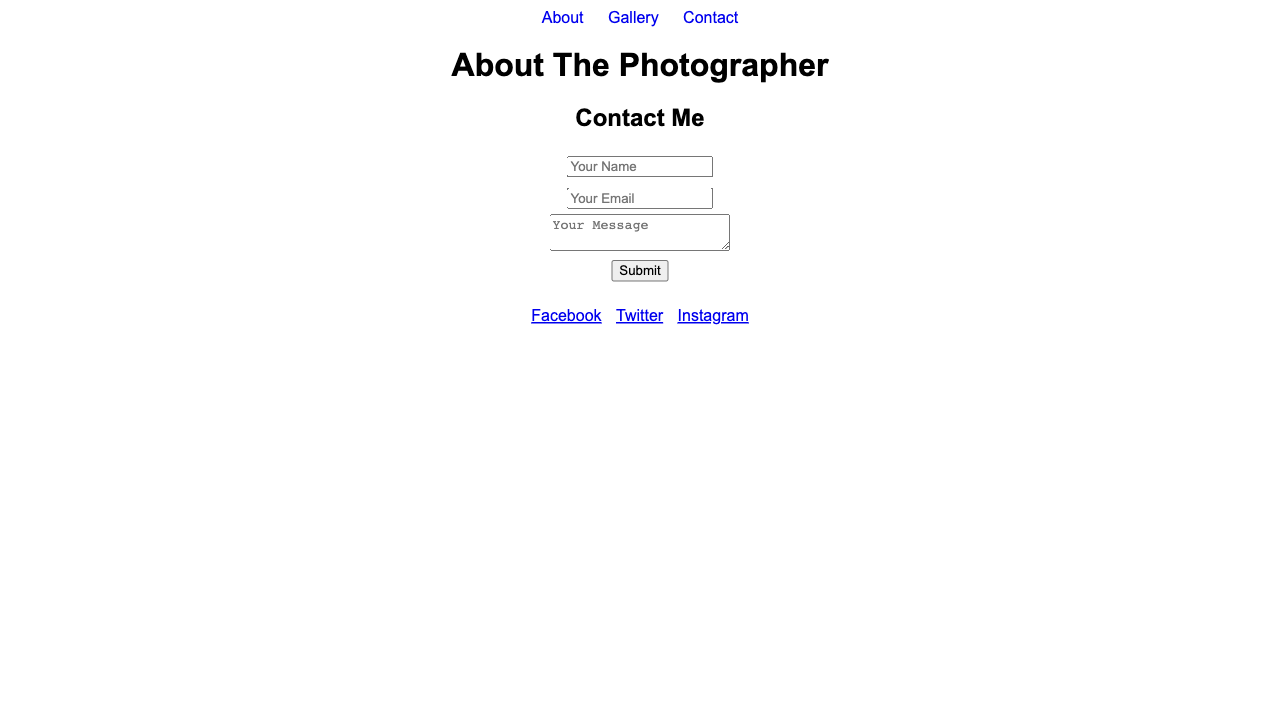 About Gallery Contact
About The Photographer
Contact Me
Your Name
Your Email
Your Message
Submit
Facebook Twitter Instagram